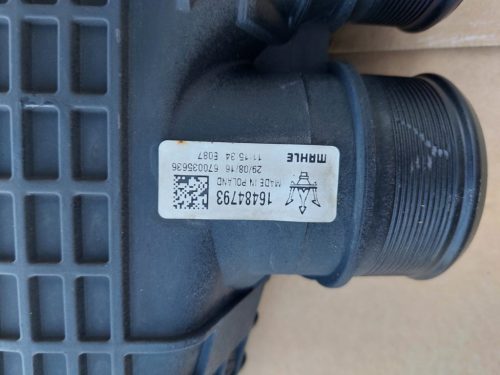 16484793
MADE IN POLAND
29/08/16 670035636
11:15:34 E087
MAHLE